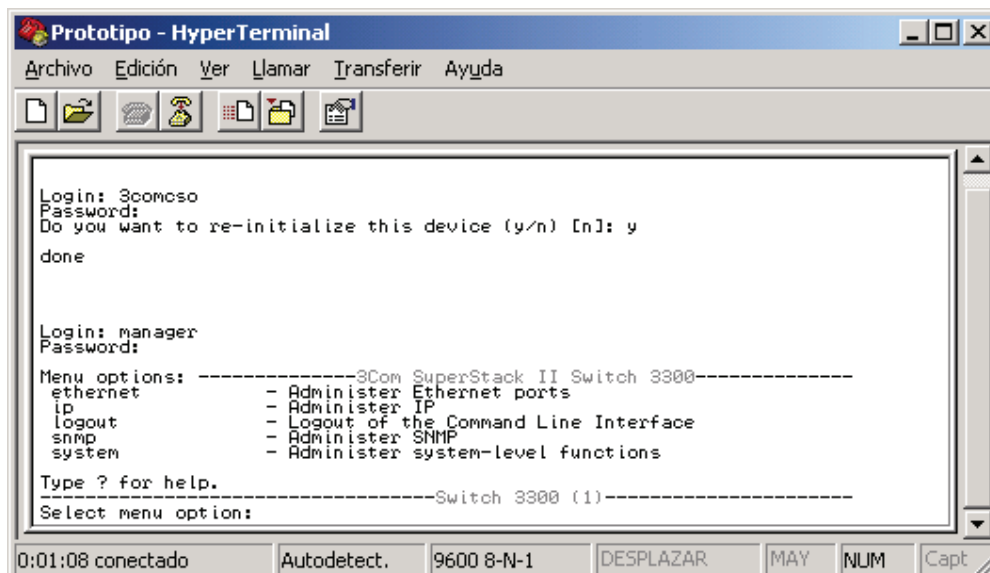 Prototipo - HyperTerminal
Archivo Edición Ver Llamar Transferir Ayuda
Login: 3comcso
Password:
Do you want to re-initialize this device (y/n) [n]: y
done
Login: manager
Password:
Menu options: --------------3Com SuperStack II Switch 3300--------------
ethernet - Administer Ethernet ports
ip - Administer IP
logout - Logout of the Command Line Interface
snmp - Administer SNMP
system - Administer system-level functions
Type ? for help.
-----------------------------------Switch 3300 (1)----------------------
Select menu option:
0:01:08 conectado Autodetect. 9600 8-N-1 DESPLAZAR MAY NUM Capt